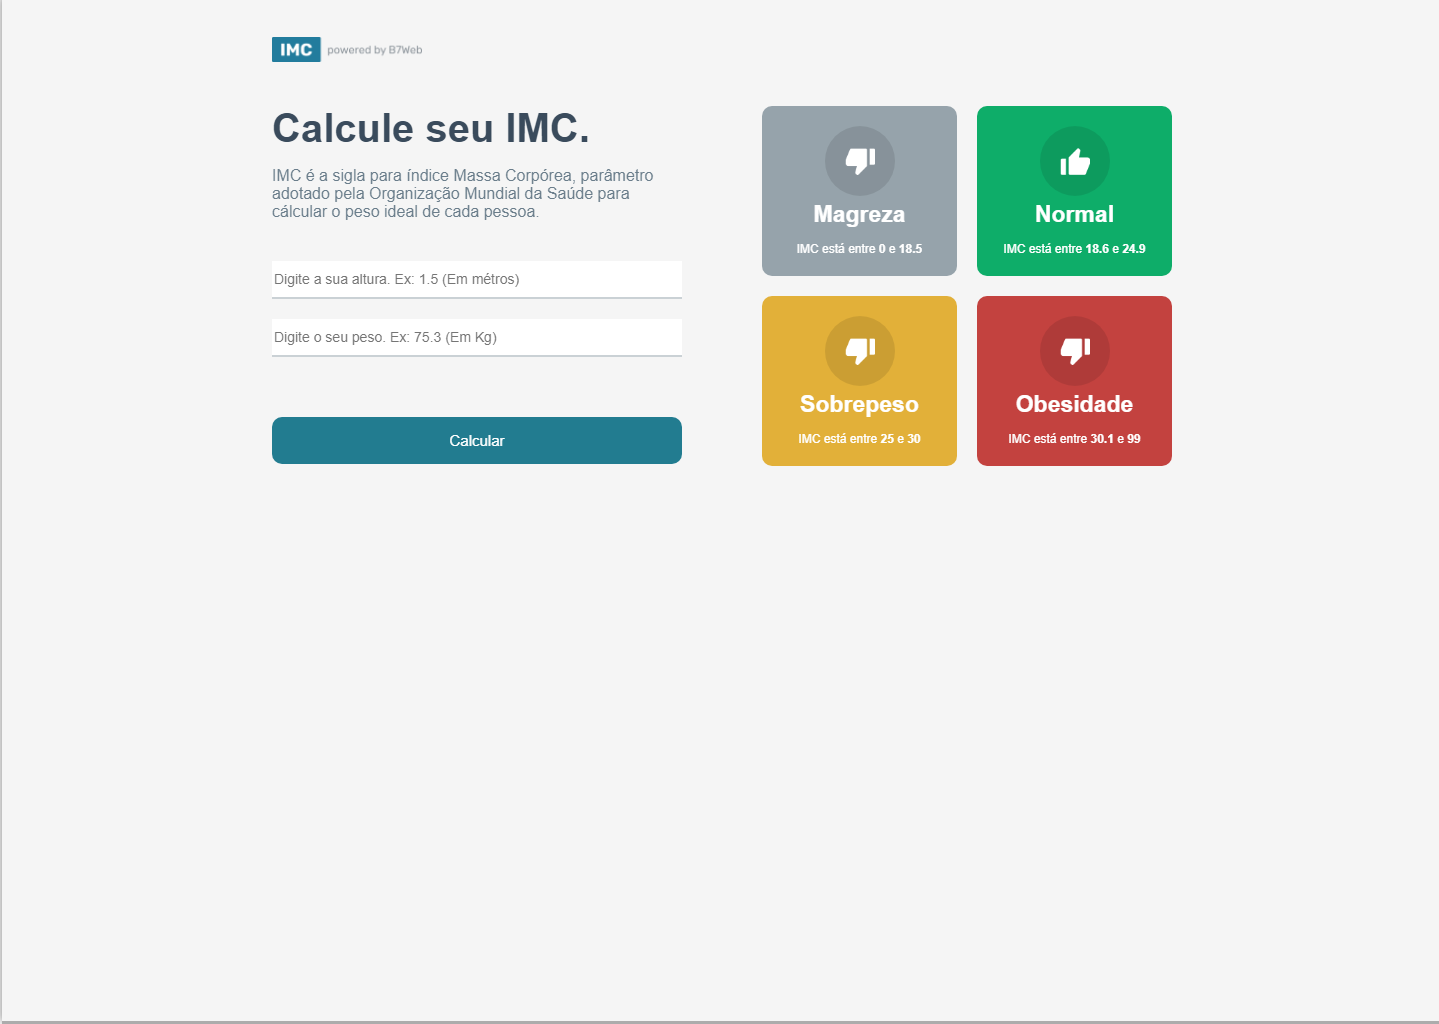 IMC powered by B7Web
Calcule seu IMC.
IMC é a sigla para índice Massa Corpórea, parâmetro
adotado pela Organização Mundial da Saúde para
cálcular o peso ideal de cada pessoa.
Digite a sua altura. Ex: 1.5 (Em métros)
Digite o seu peso. Ex: 75.3 (Em Kg)
Calcular
Magreza
IMC está entre 0 e 18.5
Normal
IMC está entre 18.6 e 24.9
Sobrepeso
IMC está entre 25 e 30
Obesidade
IMC está entre 30.1 e 99